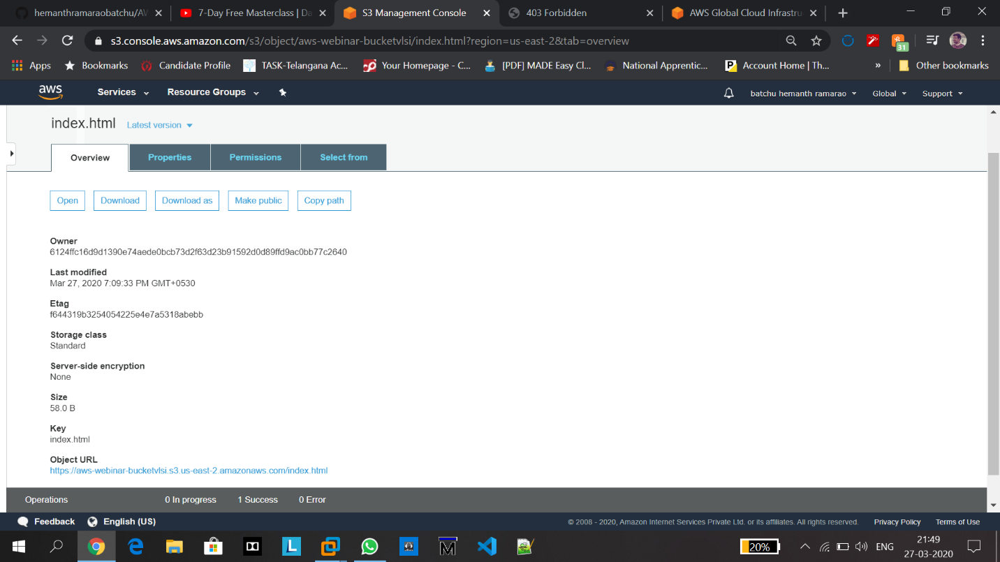 hemanthramaraobatchu/AW
7-Day Free Masterclass | Da
S3 Management Console
403 Forbidden
AWS Global Cloud Infrastru
s3.console.aws.amazon.com/s3/object/aws-webinar-bucketvlsi/index.html?region=us-east-2&tab=overview
31
Apps
Bookmarks
Candidate Profile
TASK-Telangana Ac...
Your Homepage - C...
[PDF] MADE Easy Cl...
National Apprentic...
Account Home | Th...
»
Other bookmarks
aws
Services
Resource Groups
batchu hemanth ramarao
Global
Support
index.html Latest version
Overview
Properties
Permissions
Select from
Open
Download
Download as
Make public
Copy path
Owner
6124ffc16d9d1390e74aede0bcb73d2f63d23b91592d0d89ffd9ac0bb77c2640
Last modified
Mar 27, 2020 7:09:33 PM GMT+0530
Etag
f644319b3254054225e4e7a5318abebb
Storage class
Standard
Server-side encryption
None
Size
58.0 B
Key
index.html
Object URL
https://aws-webinar-bucketvlsi.s3.us-east-2.amazonaws.com/index.html
Operations
0 In progress
1 Success
0 Error
Feedback
English (US)
© 2008 - 2020, Amazon Internet Services Private Ltd. or its affiliates. All rights reserved.
Privacy Policy
Terms of Use
L
M
20%
ENG
21:49
27-03-2020